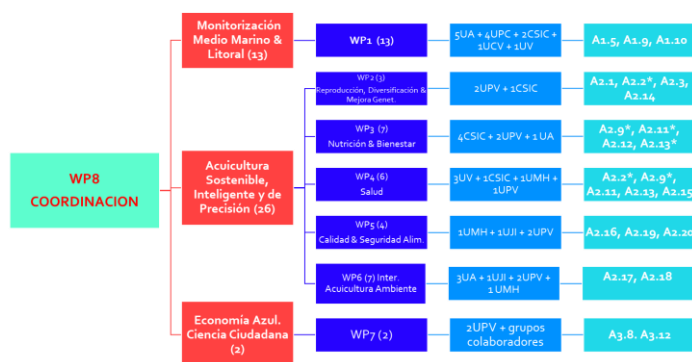 WP8
COORDINACION
Monitorización
Medio Marino &
Litoral (13)
WP1 (13)
5UA + 4UPC + 2CSIC +
1UCV + 1UV
A1.5, A1.9, A1.10
Acuicultura
Sostenible,
Inteligente y de
Precisión (26)
WP2 (3)
Reproducción, Diversificación &
Mejora Genet.
2UPV + 1CSIC
A2.1, A2.2*, A2.3,
A2.14
WP3 (7)
Nutrición & Bienestar
4CSIC + 2UPV + 1 UA
A2.9*, A2.11*,
A2.12, A2.13*
WP4 (6)
Salud
3UV + 1CSIC + 1UMH +
1UPV
A2.2*, A2.9*,
A2.11, A2.13, A2.15
WP5 (4)
Calidad & Seguridad Alim.
1UMH + 1UJI + 2UPV
A2.16, A2.19, A2.20
WP6 (7) Inter.
Acuicultura Ambiente
3UA + 1UJI + 2UPV +
1 UMH
A2.17, A2.18
Economía Azul.
Ciencia Ciudadana
(2)
WP7 (2)
2UPV + grupos
colaboradores
A3.8. A3.12